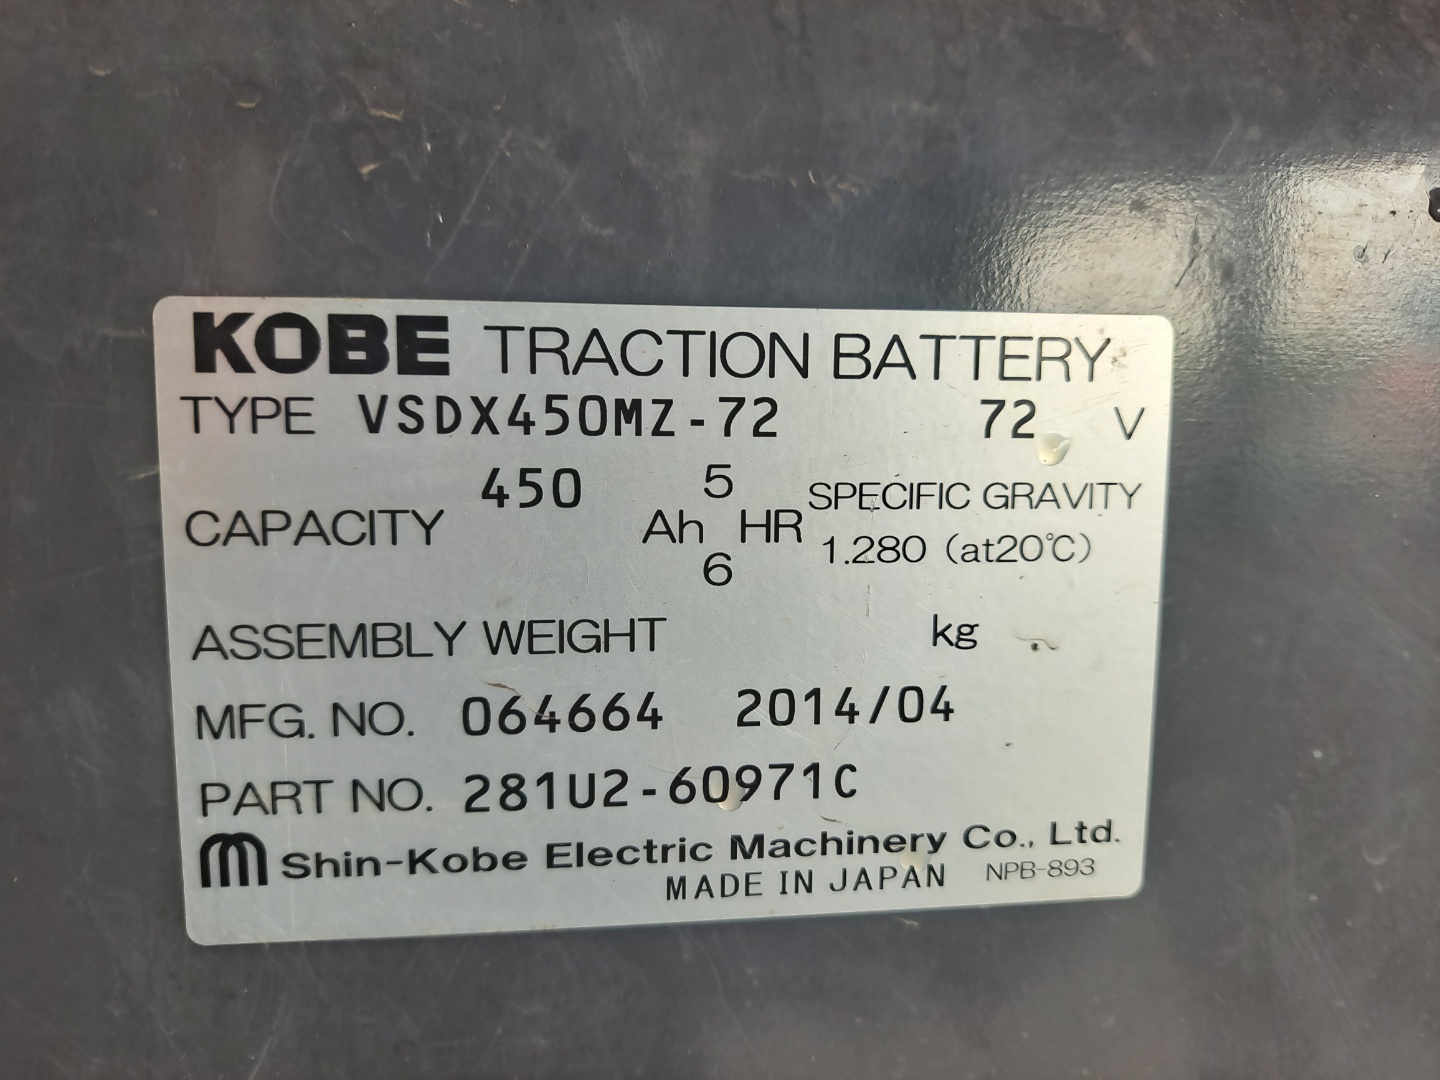 KOBE TRACTION BATTERY
TYPE VSDX450MZ-72 72 V
CAPACITY 450 Ah 5 6 HR SPECIFIC GRAVITY
1.280 (at20℃)
ASSEMBLY WEIGHT kg
MFG. NO. 064664 2014/04
PART NO. 281U2-60971C
Shin-Kobe Electric Machinery Co., Ltd.
MADE IN JAPAN NPB-893